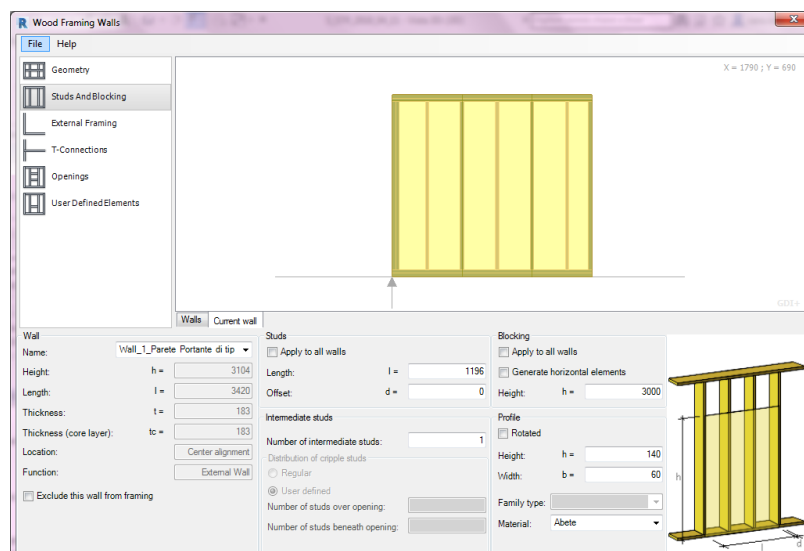 Wood Framing Walls
File Help
Geometry
Studs And Blocking
External Framing
T-Connections
Openings
User Defined Elements
X = 1790 ; Y = 690
GDI+
Walls Current wall
Wall
Name: Wall_1_Parete Portante di tip
Height: h = 3104
Length: l = 3420
Thickness: t = 183
Thickness (core layer): tc = 183
Location: Center alignment
Function: External Wall
Exclude this wall from framing
Studs
Apply to all walls
Length: l = 1196
Offset: d = 0
Intermediate studs
Number of intermediate studs: 1
Distribution of cripple studs
Regular
User defined
Number of studs over opening:
Number of studs beneath opening:
Blocking
Apply to all walls
Generate horizontal elements
Height: h = 3000
Profile
Rotated
Height: h = 140
Width: b = 60
Family type:
Material: Abete
h
l
d